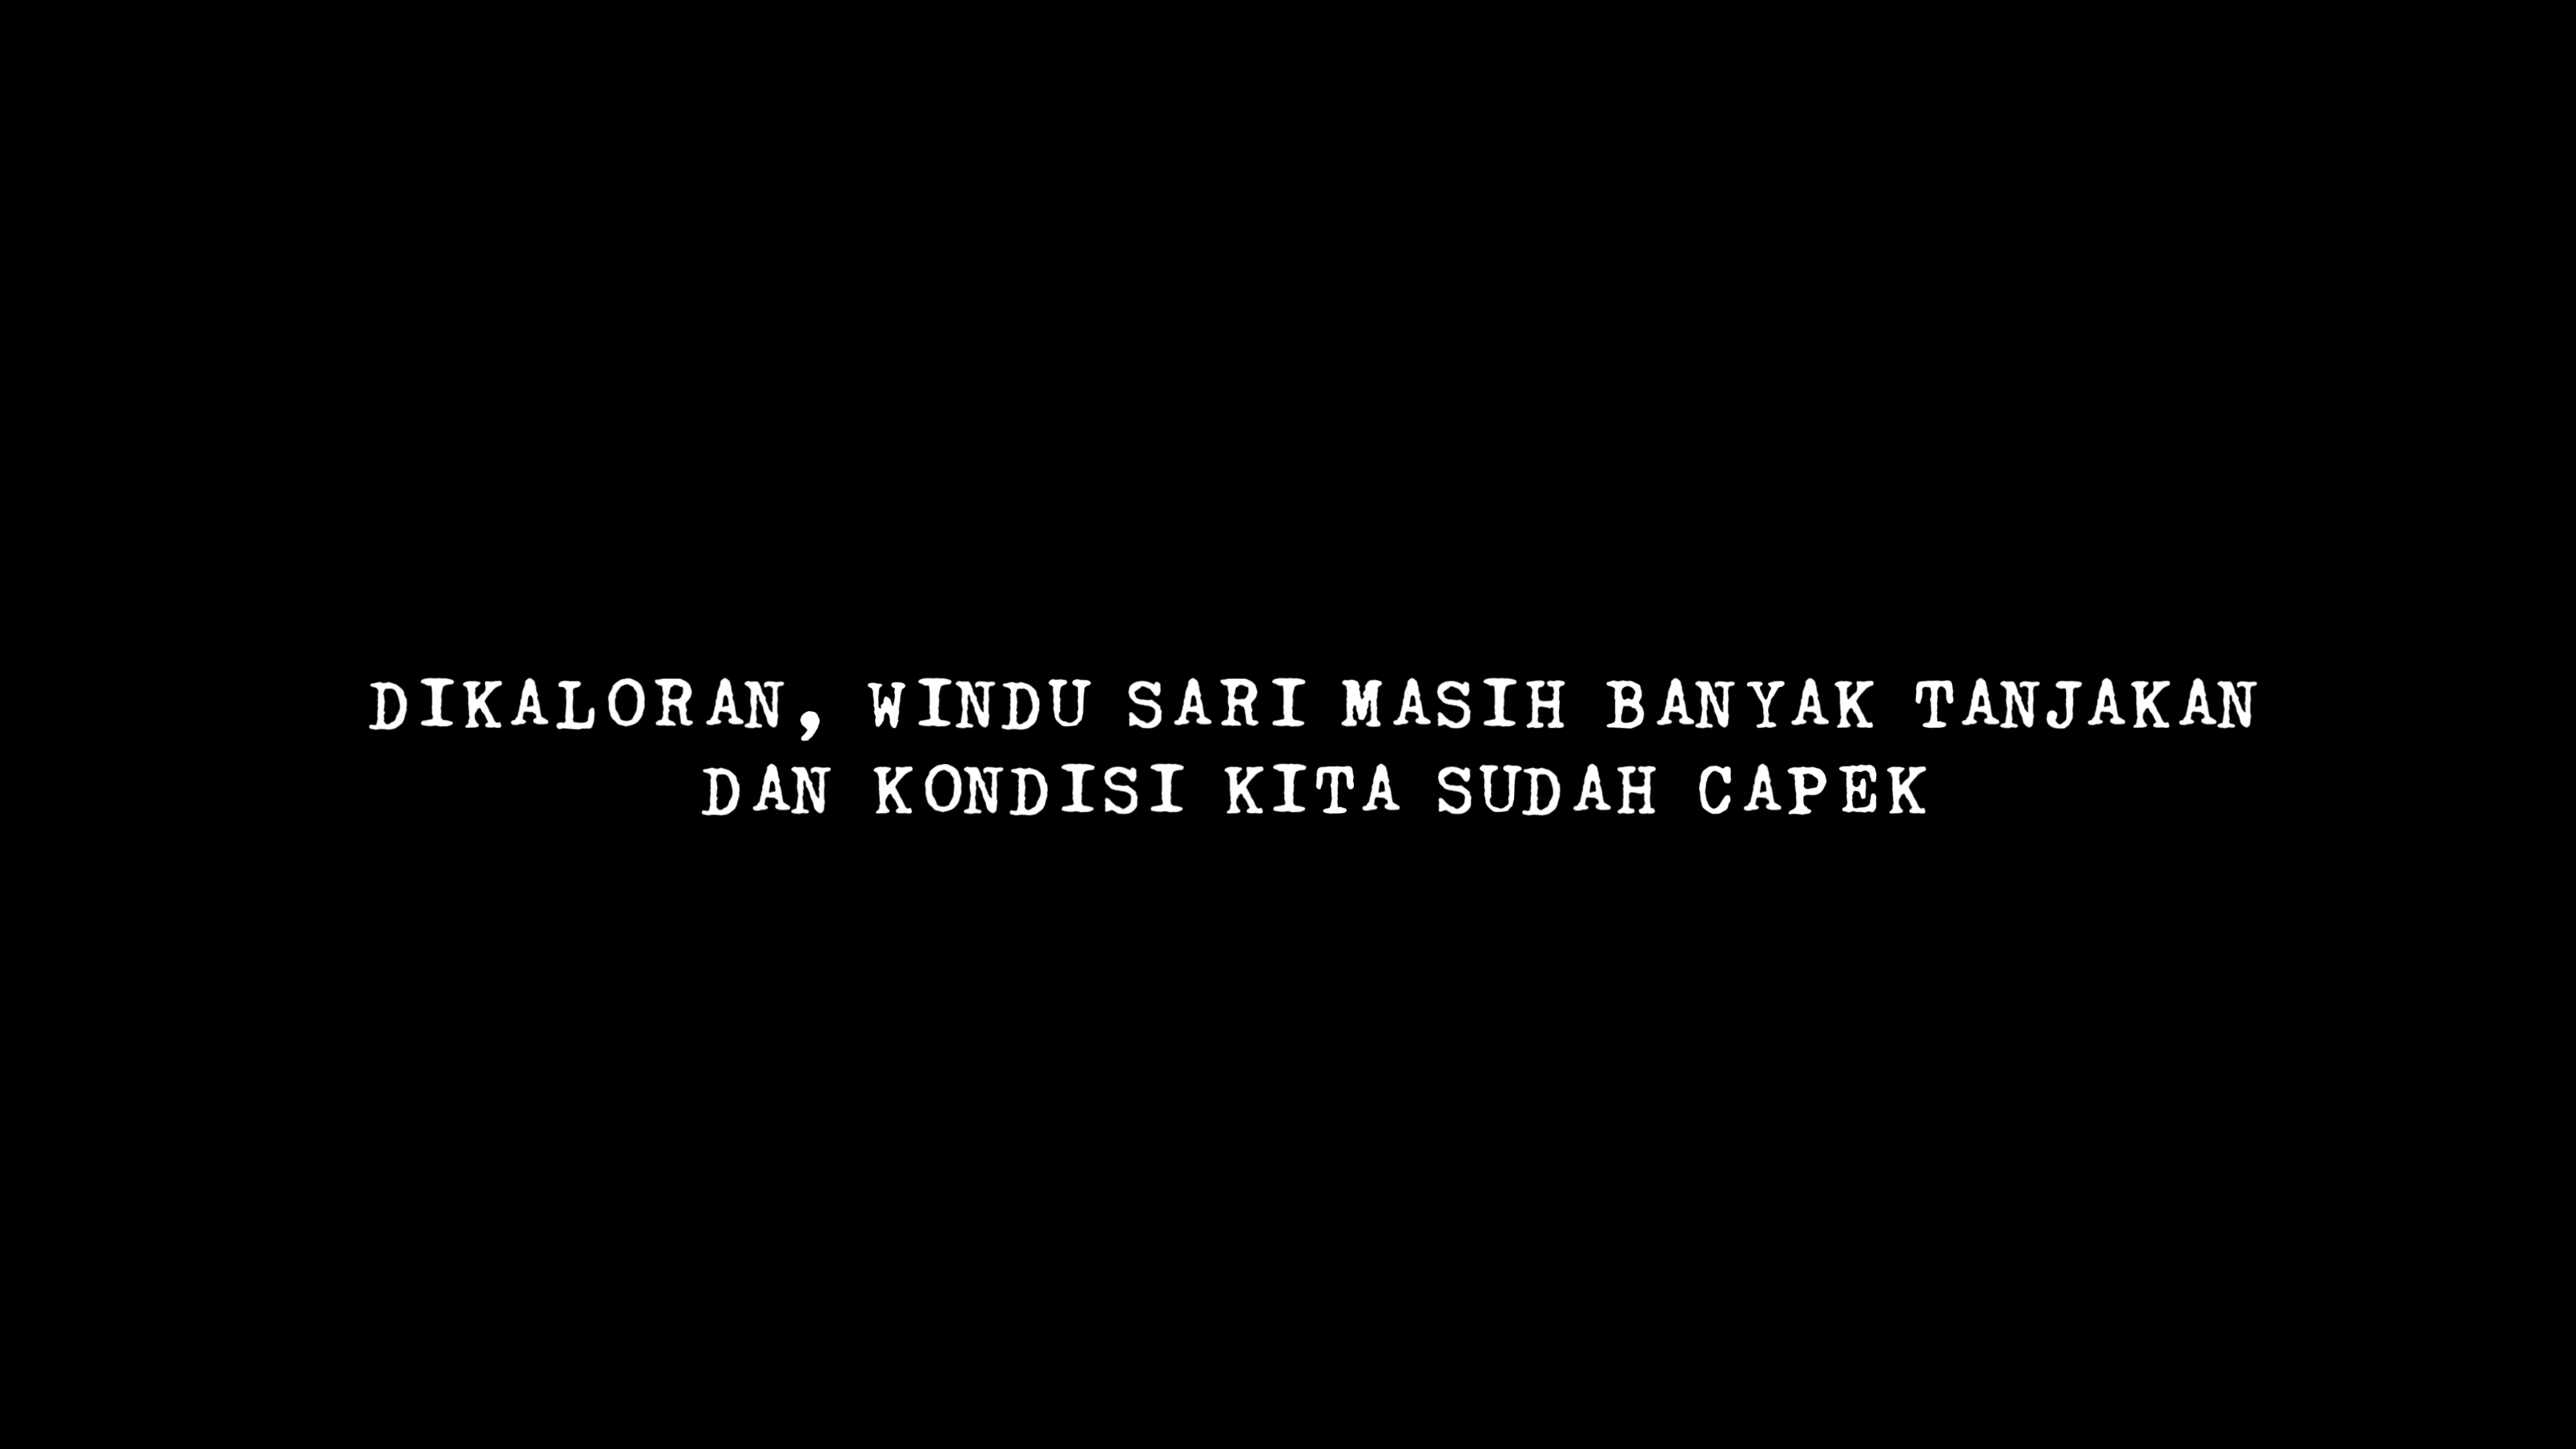 DIKALORAN, WINDU SARI MASIH BANYAK TANJAKAN
DAN KONDISI KITA SUDAH CAPEK